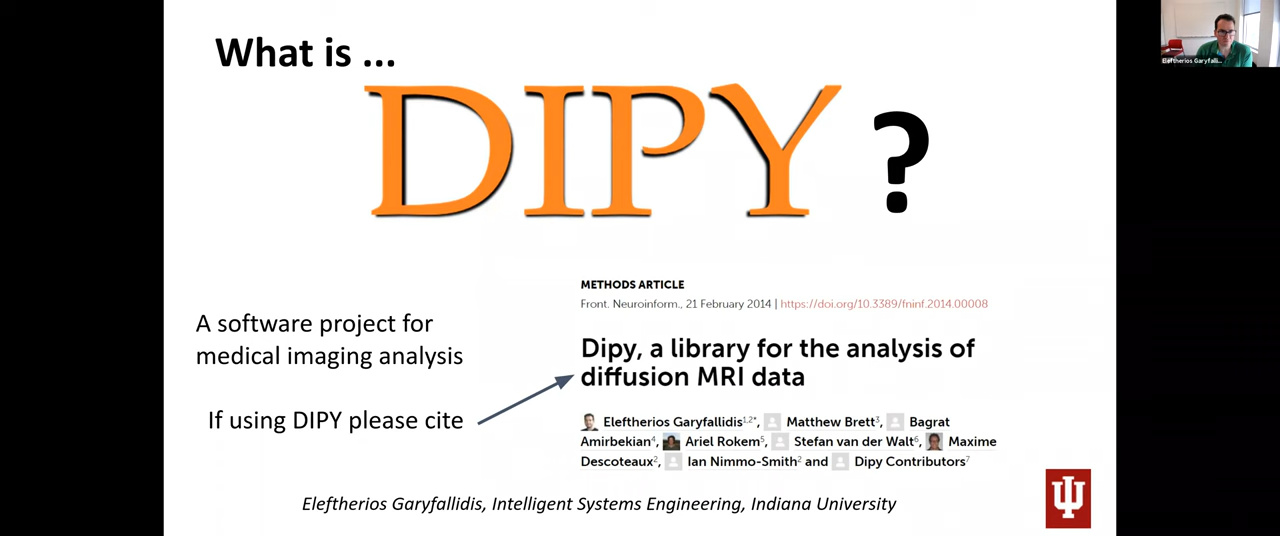 What is ...
DIPY ?
Eleftherios Garyfalli...
METHODS ARTICLE
Front. Neuroinform., 21 February 2014 | https://doi.org/10.3389/fninf.2014.00008
A software project for
medical imaging analysis
Dipy, a library for the analysis of
diffusion MRI data
If using DIPY please cite
Eleftherios Garyfallidis1,2*, Matthew Brett3, Bagrat
Amirbekian4, Ariel Rokem5, Stefan van der Walt6, Maxime
Descoteaux2, Ian Nimmo-Smith2 and Dipy Contributors7
Eleftherios Garyfallidis, Intelligent Systems Engineering, Indiana University